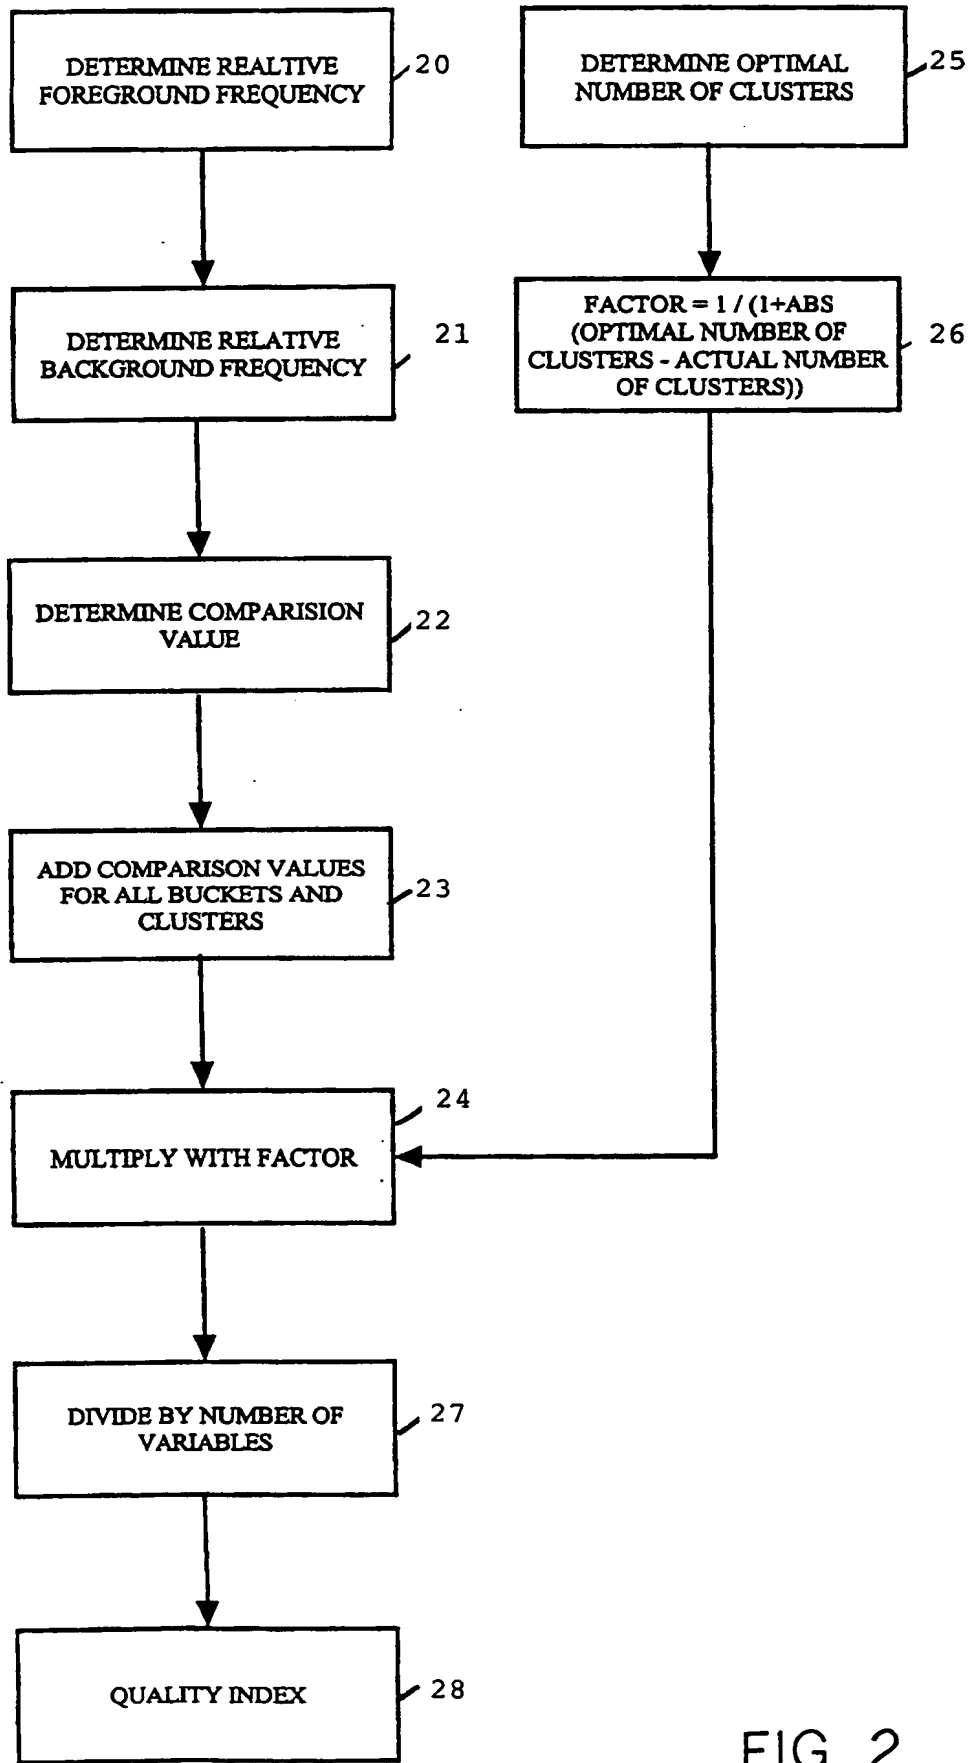 DETERMINE REALTIVE
FOREGROUND FREQUENCY
20
DETERMINE OPTIMAL
NUMBER OF CLUSTERS
25
DETERMINE RELATIVE
BACKGROUND FREQUENCY
21
FACTOR = 1 / (1+ABS
(OPTIMAL NUMBER OF
CLUSTERS - ACTUAL NUMBER
OF CLUSTERS))
26
DETERMINE COMPARISION
VALUE
22
ADD COMPARISON VALUES
FOR ALL BUCKETS AND
CLUSTERS
23
MULTIPLY WITH FACTOR
24
DIVIDE BY NUMBER OF
VARIABLES
27
QUALITY INDEX
28
FIG. 2